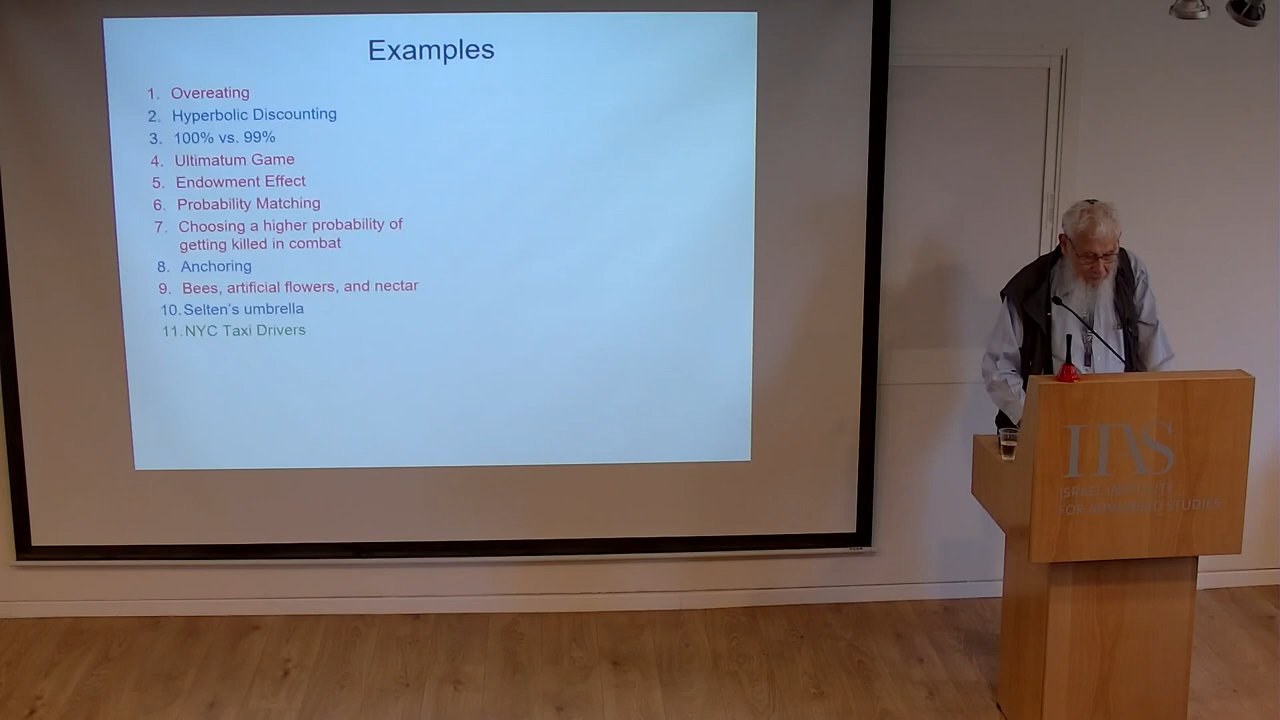 Examples
1. Overeating
2. Hyperbolic Discounting
3. 100% vs. 99%
4. Ultimatum Game
5. Endowment Effect
6. Probability Matching
7. Choosing a higher probability of
getting killed in combat
8. Anchoring
9. Bees, artificial flowers, and nectar
10. Selten's umbrella
11. NYC Taxi Drivers
IIAS
ISRAEL INSTITUTE
FOR ADVANCED STUDIES